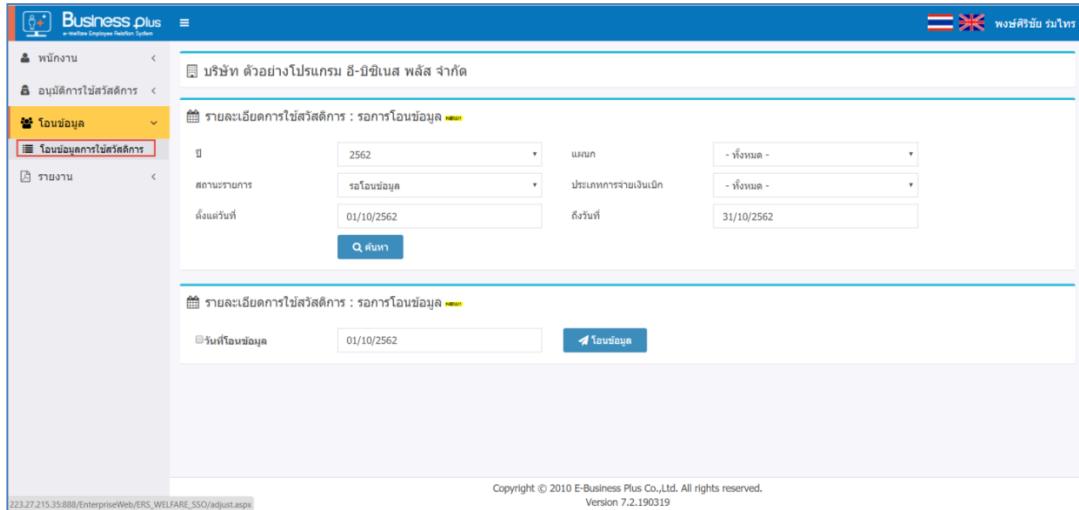 Business plus
e-Welfare Employee Relation System
พงษ์ศิริชัย ร่มไทร
พนักงาน
อนุมัติการใช้สวัสดิการ
โอนข้อมูล
โอนข้อมูลการใช้สวัสดิการ
รายงาน
บริษัท ตัวอย่างโปรแกรม อี-บิซิเนส พลัส จำกัด
รายละเอียดการใช้สวัสดิการ : รอการโอนข้อมูล
ปี 2562 แผนก - ทั้งหมด -
สถานะรายการ รอโอนข้อมูล ประเภทการจ่ายเงินเบิก - ทั้งหมด -
ตั้งแต่วันที่ 01/10/2562 ถึงวันที่ 31/10/2562
ค้นหา
รายละเอียดการใช้สวัสดิการ : รอการโอนข้อมูล
วันที่โอนข้อมูล 01/10/2562 โอนข้อมูล
Copyright © 2010 E-Business Plus Co.,Ltd. All rights reserved.
Version 7.2.190319
223.27.215.35:888/EnterpriseWeb/ERS_WELFARE_SSO/adjust.aspx